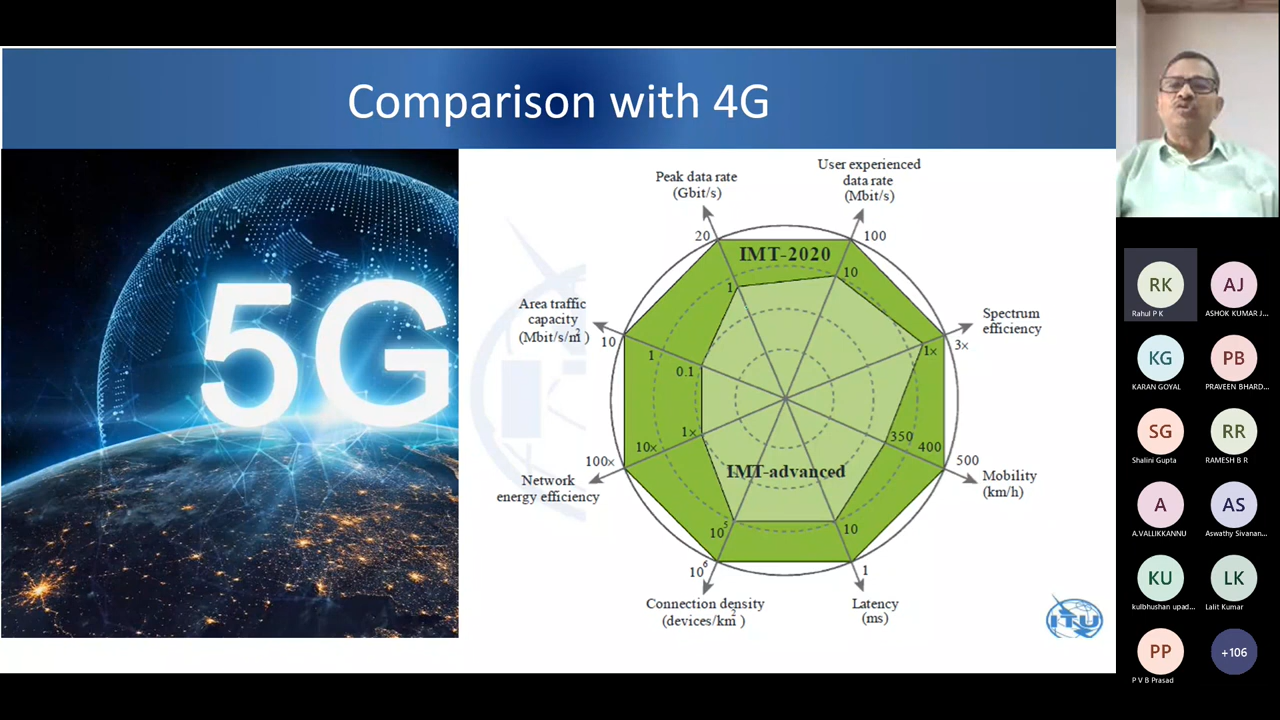 Comparison with 4G
5G
Peak data rate
(Gbit/s)
User experienced
data rate
(Mbit/s)
20
100
IMT-2020
1
10
Area traffic
capacity
(Mbit/s/m²)
10
1
0.1
Spectrum
efficiency
1×
3×
1×
10×
100×
Network
energy efficiency
350
400
500
Mobility
(km/h)
IMT-advanced
10⁵
10⁶
10
1
Connection density
(devices/km²)
Latency
(ms)
ITU
RK
Rahul P K
AJ
ASHOK KUMAR J...
KG
KARAN GOYAL
PB
PRAVEEN BHARD...
SG
Shalini Gupta
RR
RAMESH B R
A
A.VALLIKKANNU
AS
Aswathy Sivanan...
KU
kulbhushan upad...
LK
Lalit Kumar
PP
P V B Prasad
+106